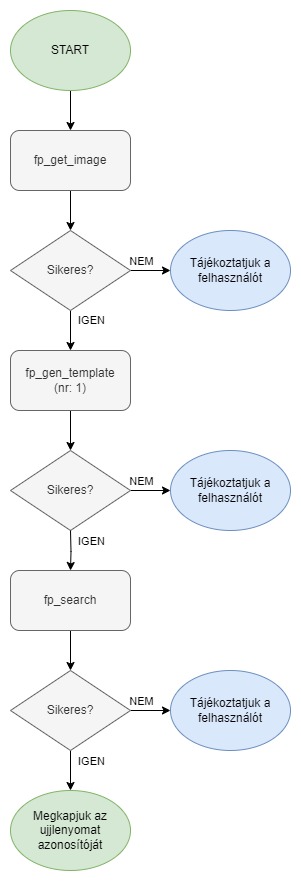 START
fp_get_image
Sikeres?
NEM
Tájékoztatjuk a
felhasználót
IGEN
fp_gen_template
(nr: 1)
Sikeres?
NEM
Tájékoztatjuk a
felhasználót
IGEN
fp_search
Sikeres?
NEM
Tájékoztatjuk a
felhasználót
IGEN
Megkapjuk az
ujjlenyomat
azonosítóját